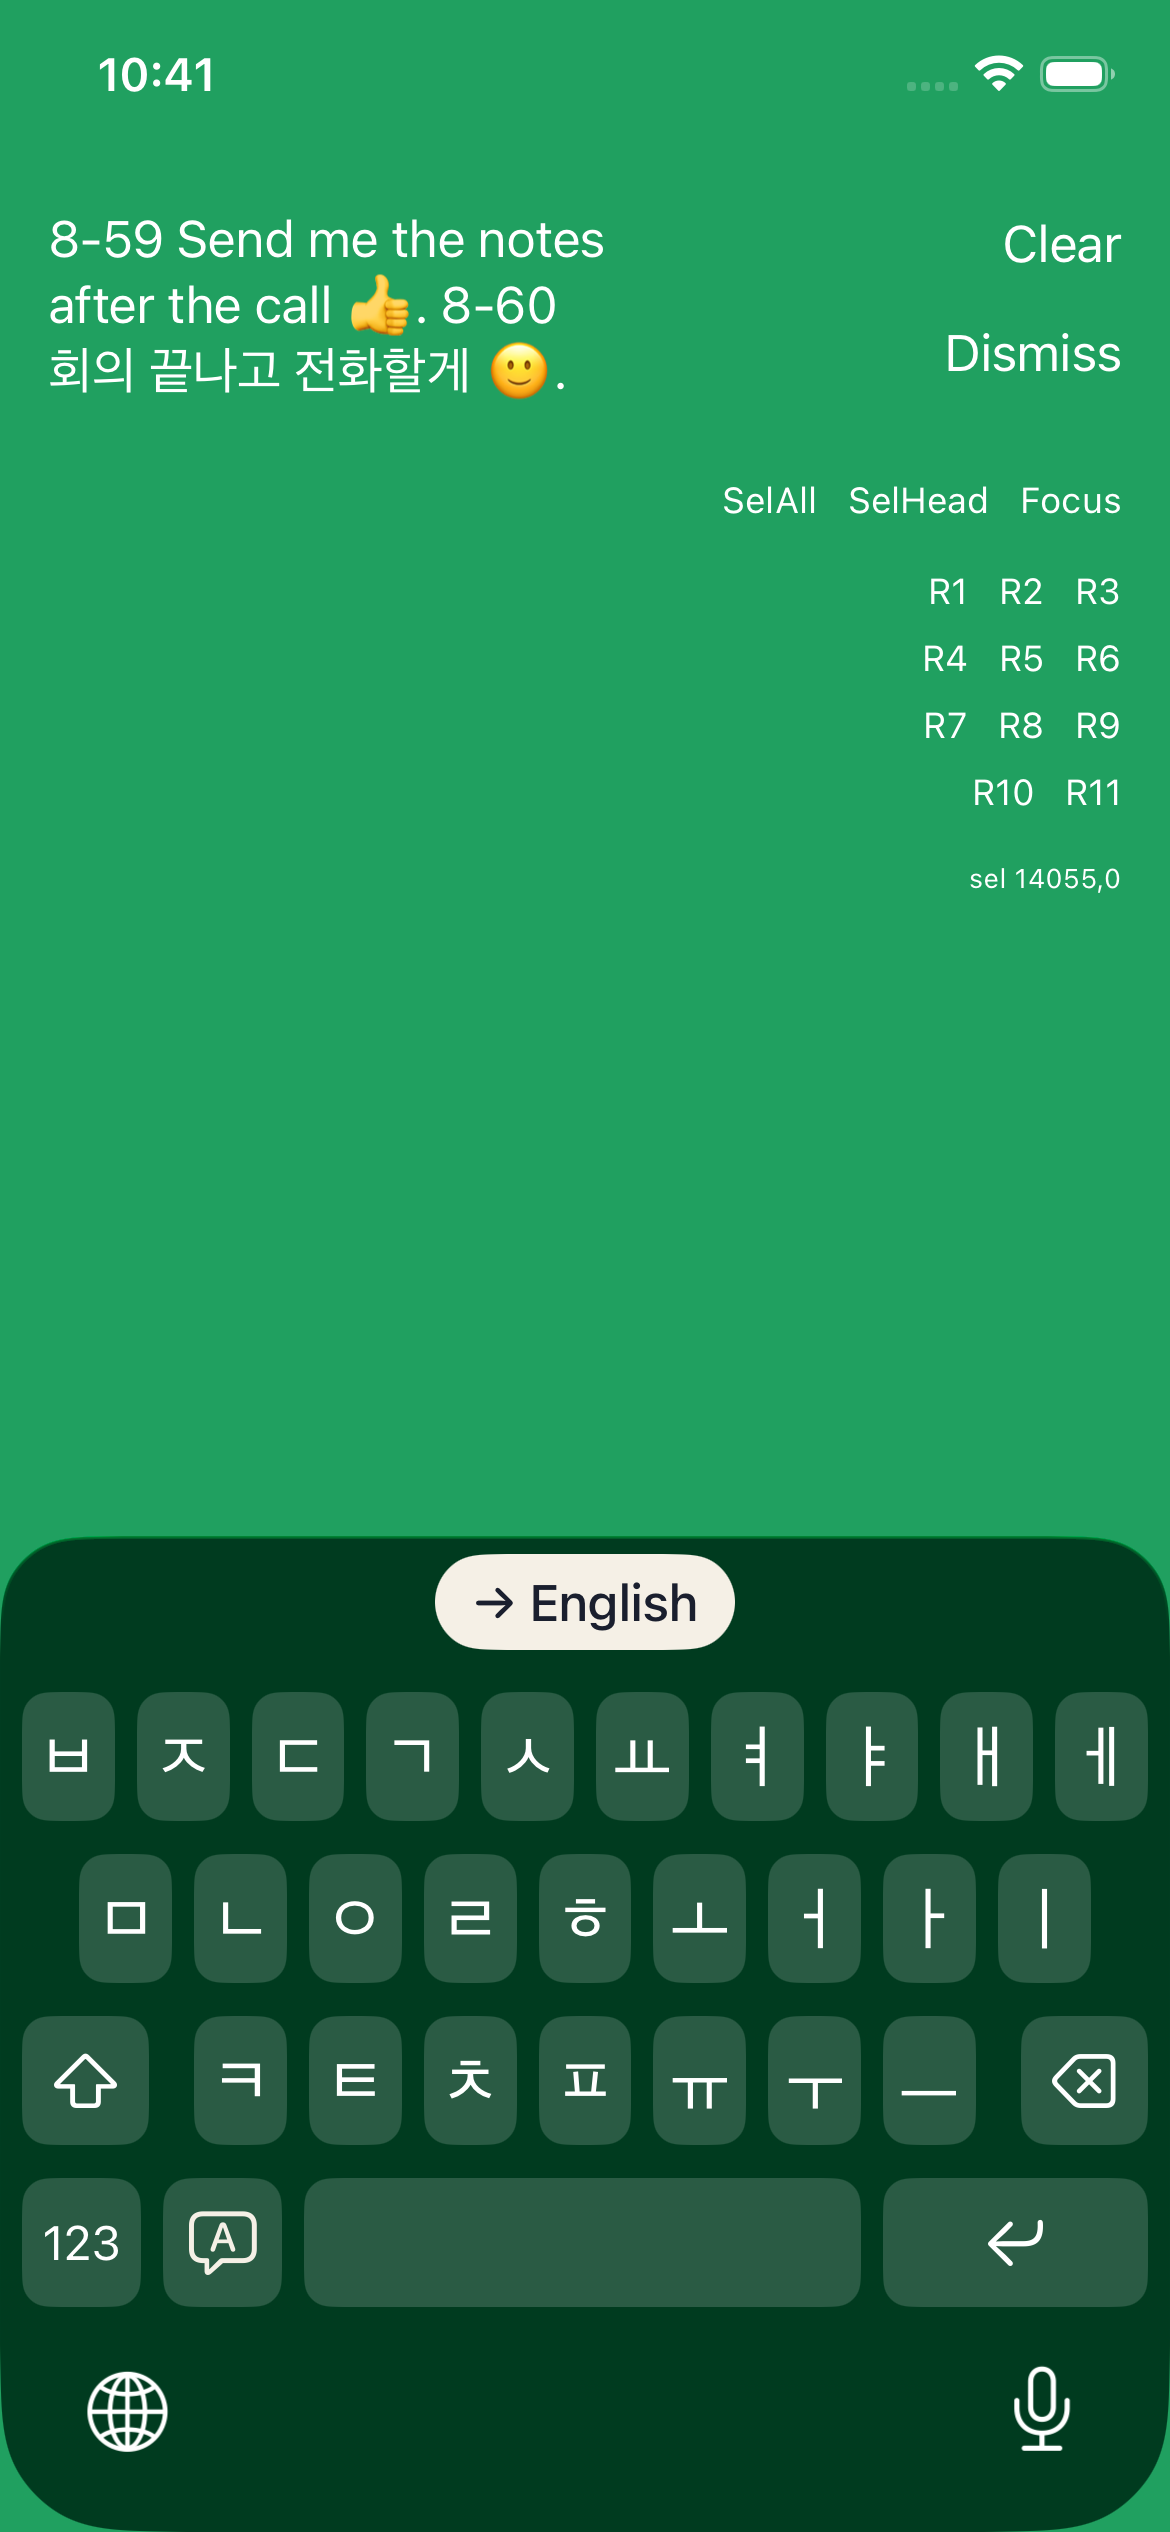 10:41
8-59 Send me the notes
after the call 👍. 8-60
회의 끝나고 전화할게 🙂.
Clear
Dismiss
SelAll SelHead Focus
R1 R2 R3
R4 R5 R6
R7 R8 R9
R10 R11
sel 14055,0
→ English
ㅂ ㅈ ㄷ ㄱ ㅅ ㅛ ㅕ ㅑ ㅐ ㅔ
ㅁ ㄴ ㅇ ㄹ ㅎ ㅗ ㅓ ㅏ ㅣ
ㅋ ㅌ ㅊ ㅍ ㅠ ㅜ ㅡ
123 A